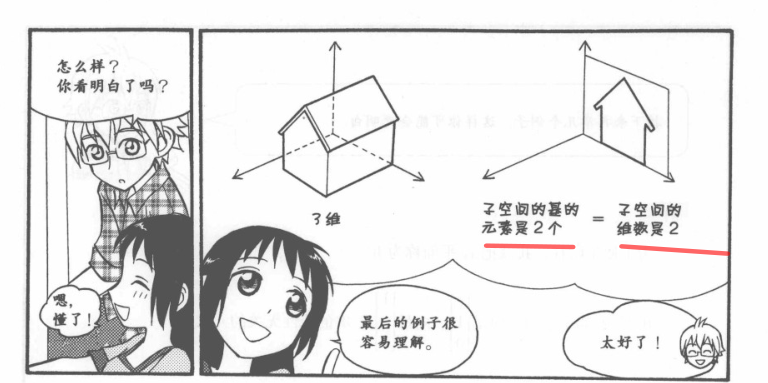 怎么样？
你看明白了吗？
嗯，
懂了！
3维
子空间的基的
元素是2个
=
子空间的
维数是2
最后的例子很
容易理解。
太好了！